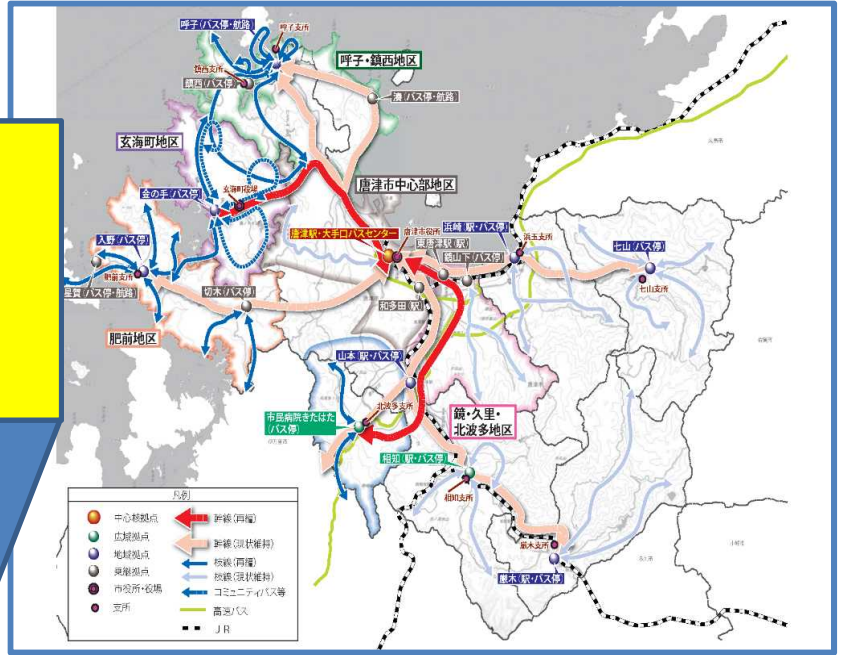 呼子(バス停・航路)
呼子支所
呼子・鎮西地区
鎮西支所
鎮西(バス停)
湊(バス停・航路)
玄海町地区
唐津市中心部地区
金の手(バス停)
玄海町役場
唐津駅・大手口バスセンター
唐津市役所
浜崎(駅・バス停)
浜玉支所
東唐津駅(駅)
鏡山下(バス停)
七山(バス停)
七山支所
入野(バス停)
肥前支所
星賀(バス停・航路)
切木(バス停)
和多田(駅)
肥前地区
山本(駅・バス停)
北波多支所
市民病院きたはた
(バス停)
鏡・久里・
北波多地区
相知(駅・バス停)
相知支所
厳木支所
厳木(駅・バス停)
凡例
中心核拠点
広域拠点
地域拠点
乗継拠点
市役所・役場
支所
幹線(再編)
幹線(現状維持)
枝線(再編)
枝線(現状維持)
コミュニティバス等
高速バス
JR